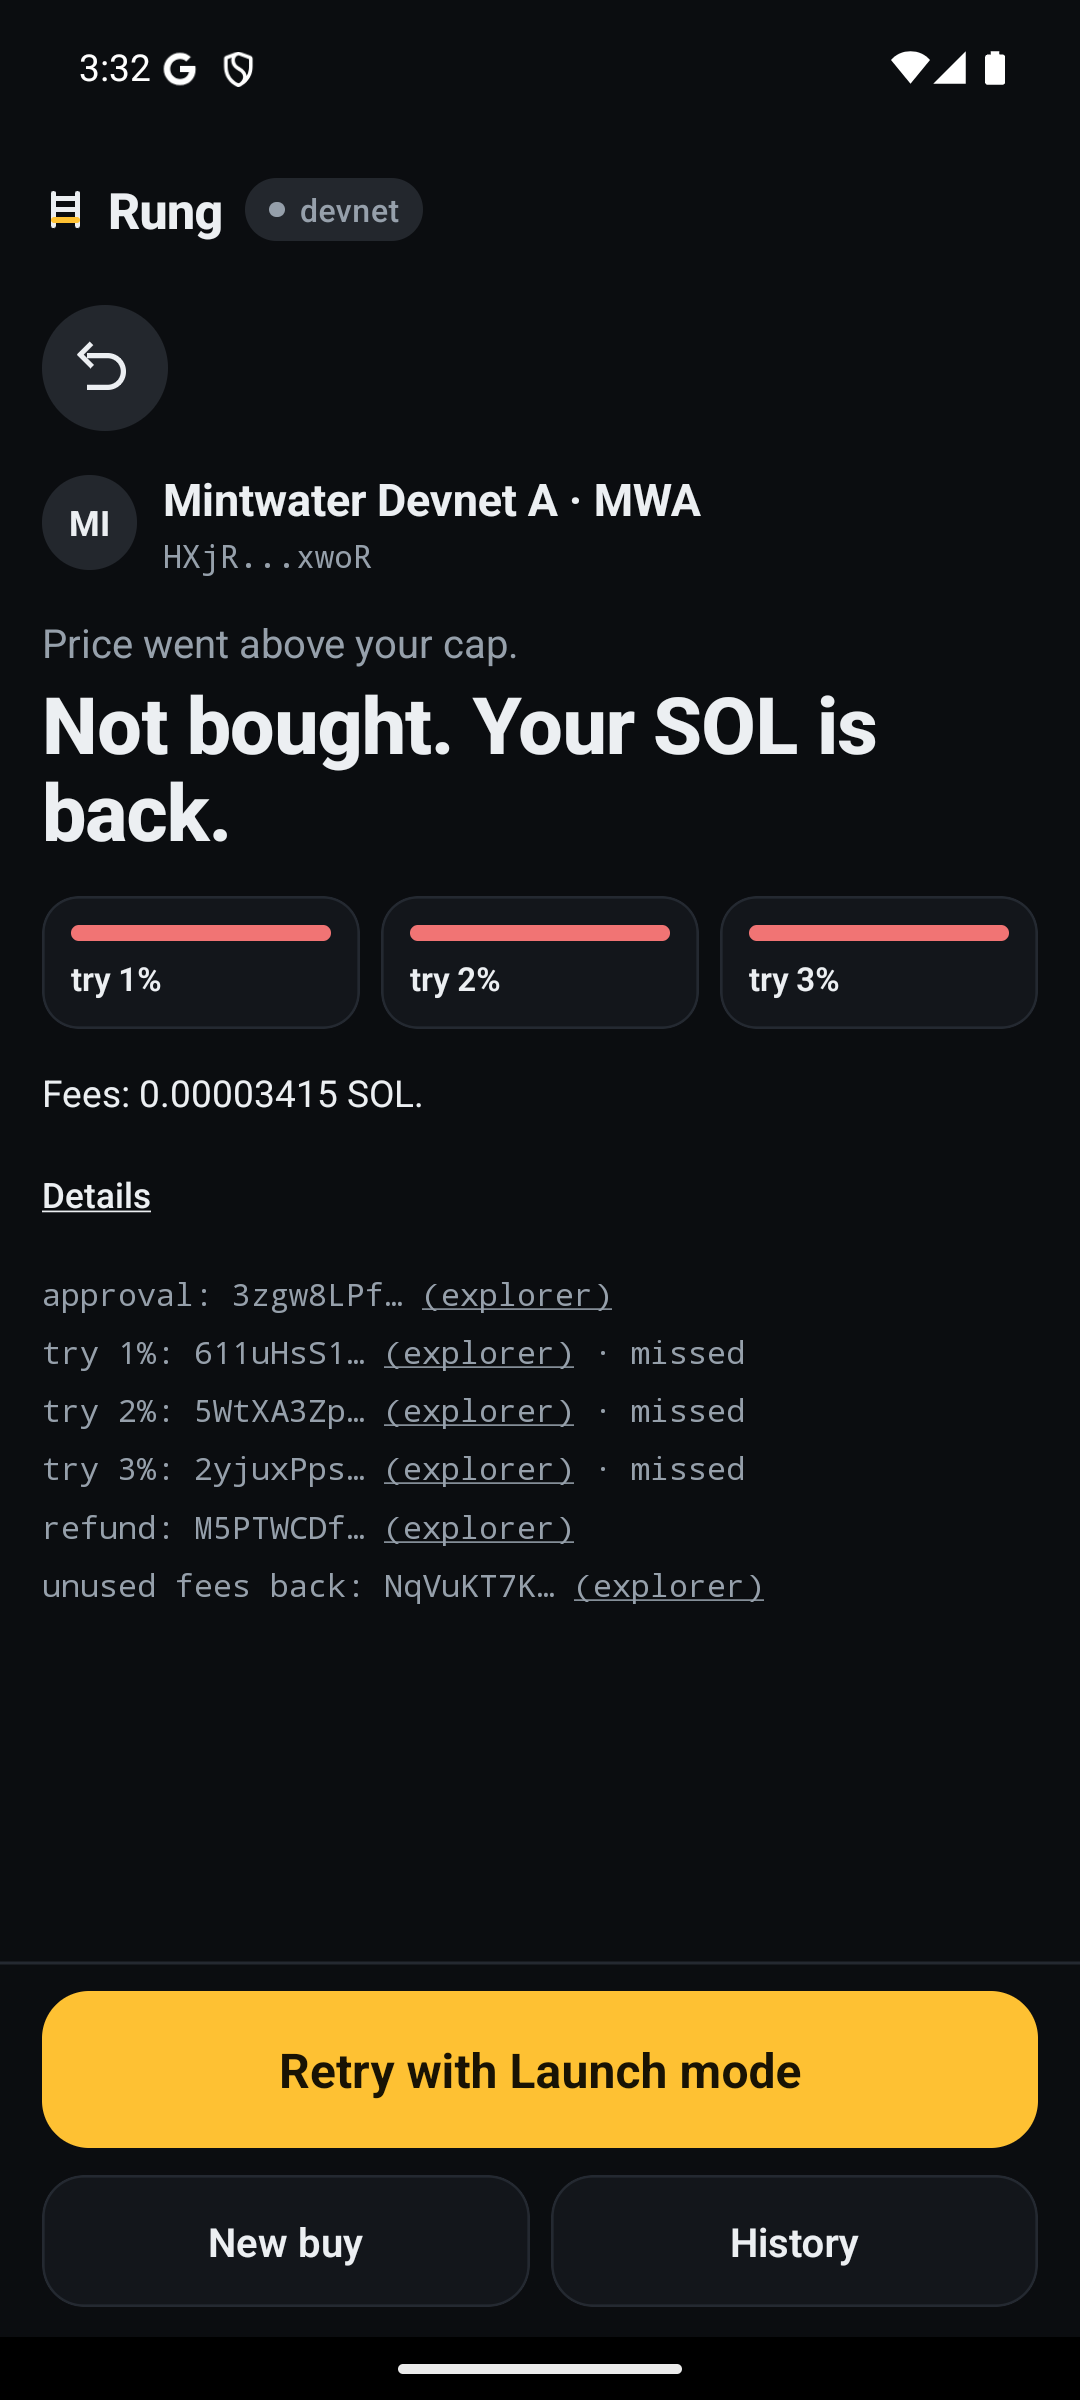 3:32
Rung
devnet
MI
Mintwater Devnet A · MWA
HXjR...xwoR
Price went above your cap.
Not bought. Your SOL is
back.
try 1%
try 2%
try 3%
Fees: 0.00003415 SOL.
Details
approval: 3zgw8LPf… (explorer)
try 1%: 611uHsS1… (explorer) · missed
try 2%: 5WtXA3Zp… (explorer) · missed
try 3%: 2yjuxPps… (explorer) · missed
refund: M5PTWCDf… (explorer)
unused fees back: NqVuKT7K… (explorer)
Retry with Launch mode
New buy
History